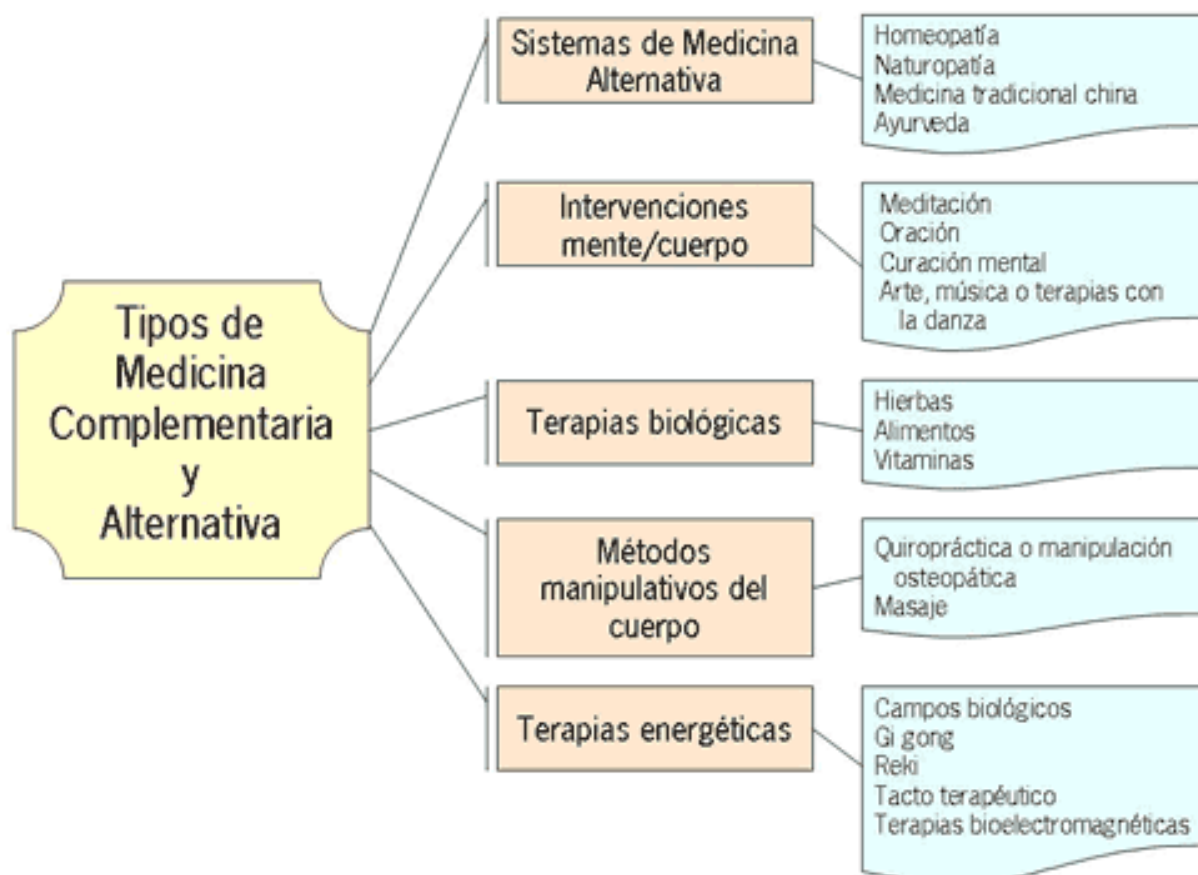 Tipos de
Medicina
Complementaria
y
Alternativa
Sistemas de Medicina
Alternativa
Homeopatía
Naturopatía
Medicina tradicional china
Ayurveda
Intervenciones
mente/cuerpo
Meditación
Oración
Curación mental
Arte, música o terapias con
la danza
Terapias biológicas
Hierbas
Alimentos
Vitaminas
Métodos
manipulativos del
cuerpo
Quiropráctica o manipulación
osteopática
Masaje
Terapias energéticas
Campos biológicos
Gi gong
Reki
Tacto terapéutico
Terapias bioelectromagnéticas